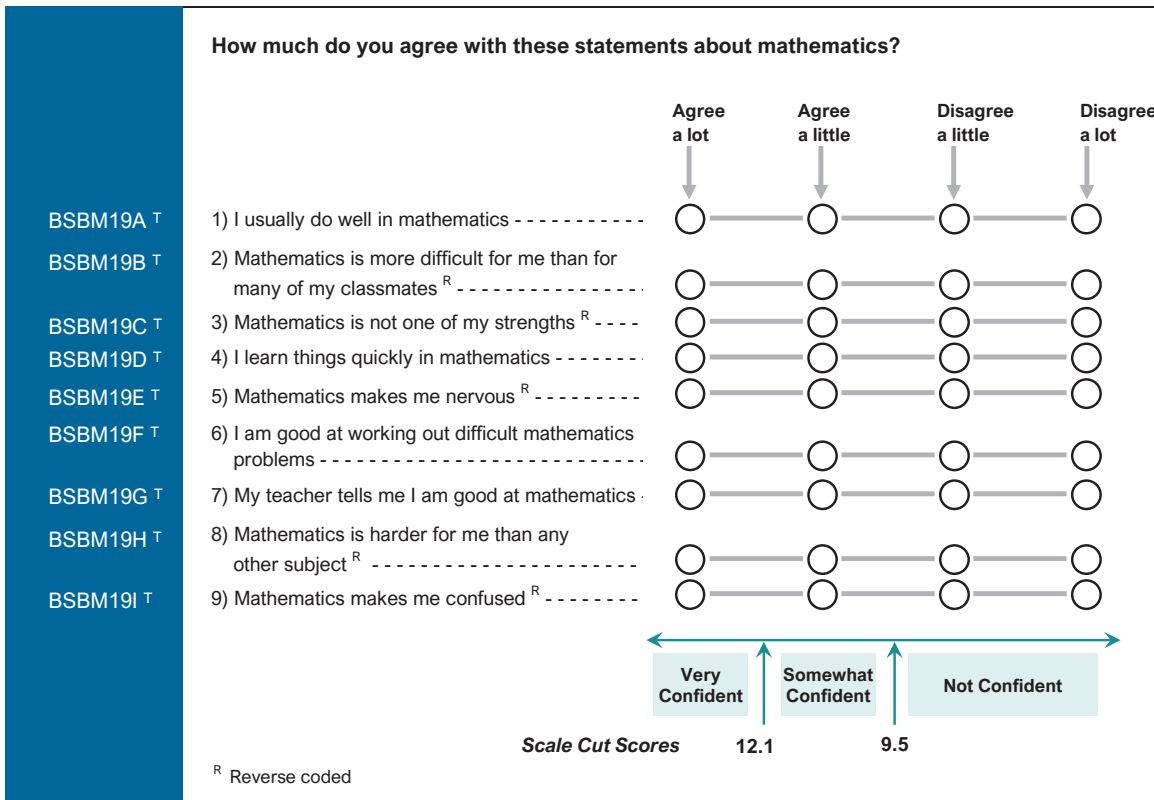 How much do you agree with these statements about mathematics?
Agree a lot
Agree a little
Disagree a little
Disagree a lot
BSBM19A ᵀ 1) I usually do well in mathematics - - - - - - - - - - -
BSBM19B ᵀ 2) Mathematics is more difficult for me than for
many of my classmates ᴿ - - - - - - - - - - - - - - - -
BSBM19C ᵀ 3) Mathematics is not one of my strengths ᴿ - - - -
BSBM19D ᵀ 4) I learn things quickly in mathematics - - - - - - - -
BSBM19E ᵀ 5) Mathematics makes me nervous ᴿ - - - - - - - - -
BSBM19F ᵀ 6) I am good at working out difficult mathematics
problems - - - - - - - - - - - - - - - - - - - - - - - - - - - -
BSBM19G ᵀ 7) My teacher tells me I am good at mathematics -
BSBM19H ᵀ 8) Mathematics is harder for me than any
other subject ᴿ - - - - - - - - - - - - - - - - - - - - - - -
BSBM19I ᵀ 9) Mathematics makes me confused ᴿ - - - - - - - -
Very Confident
Somewhat Confident
Not Confident
Scale Cut Scores 12.1 9.5
ᴿ Reverse coded